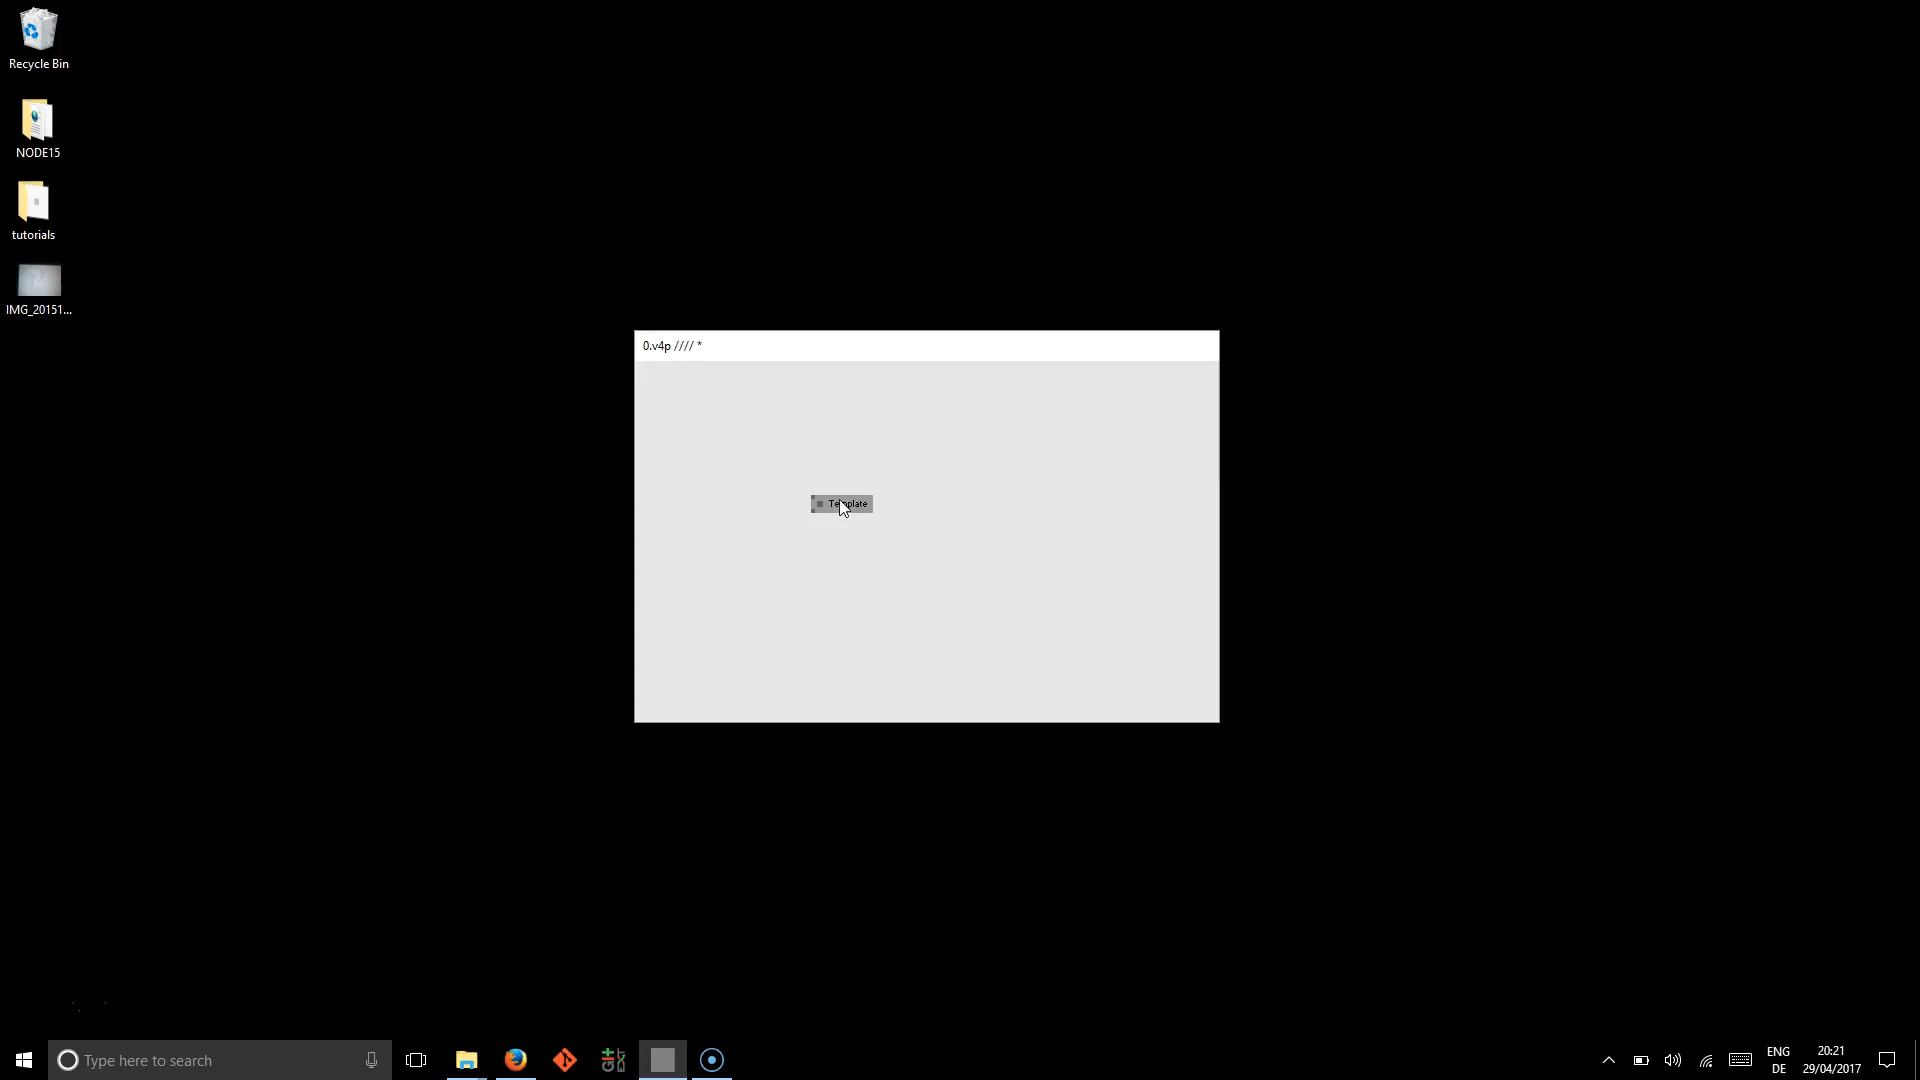 Recycle Bin
NODE15
tutorials
IMG_20151...
0.v4p //// *
Template
Type here to search
ENG
DE
20:21
29/04/2017